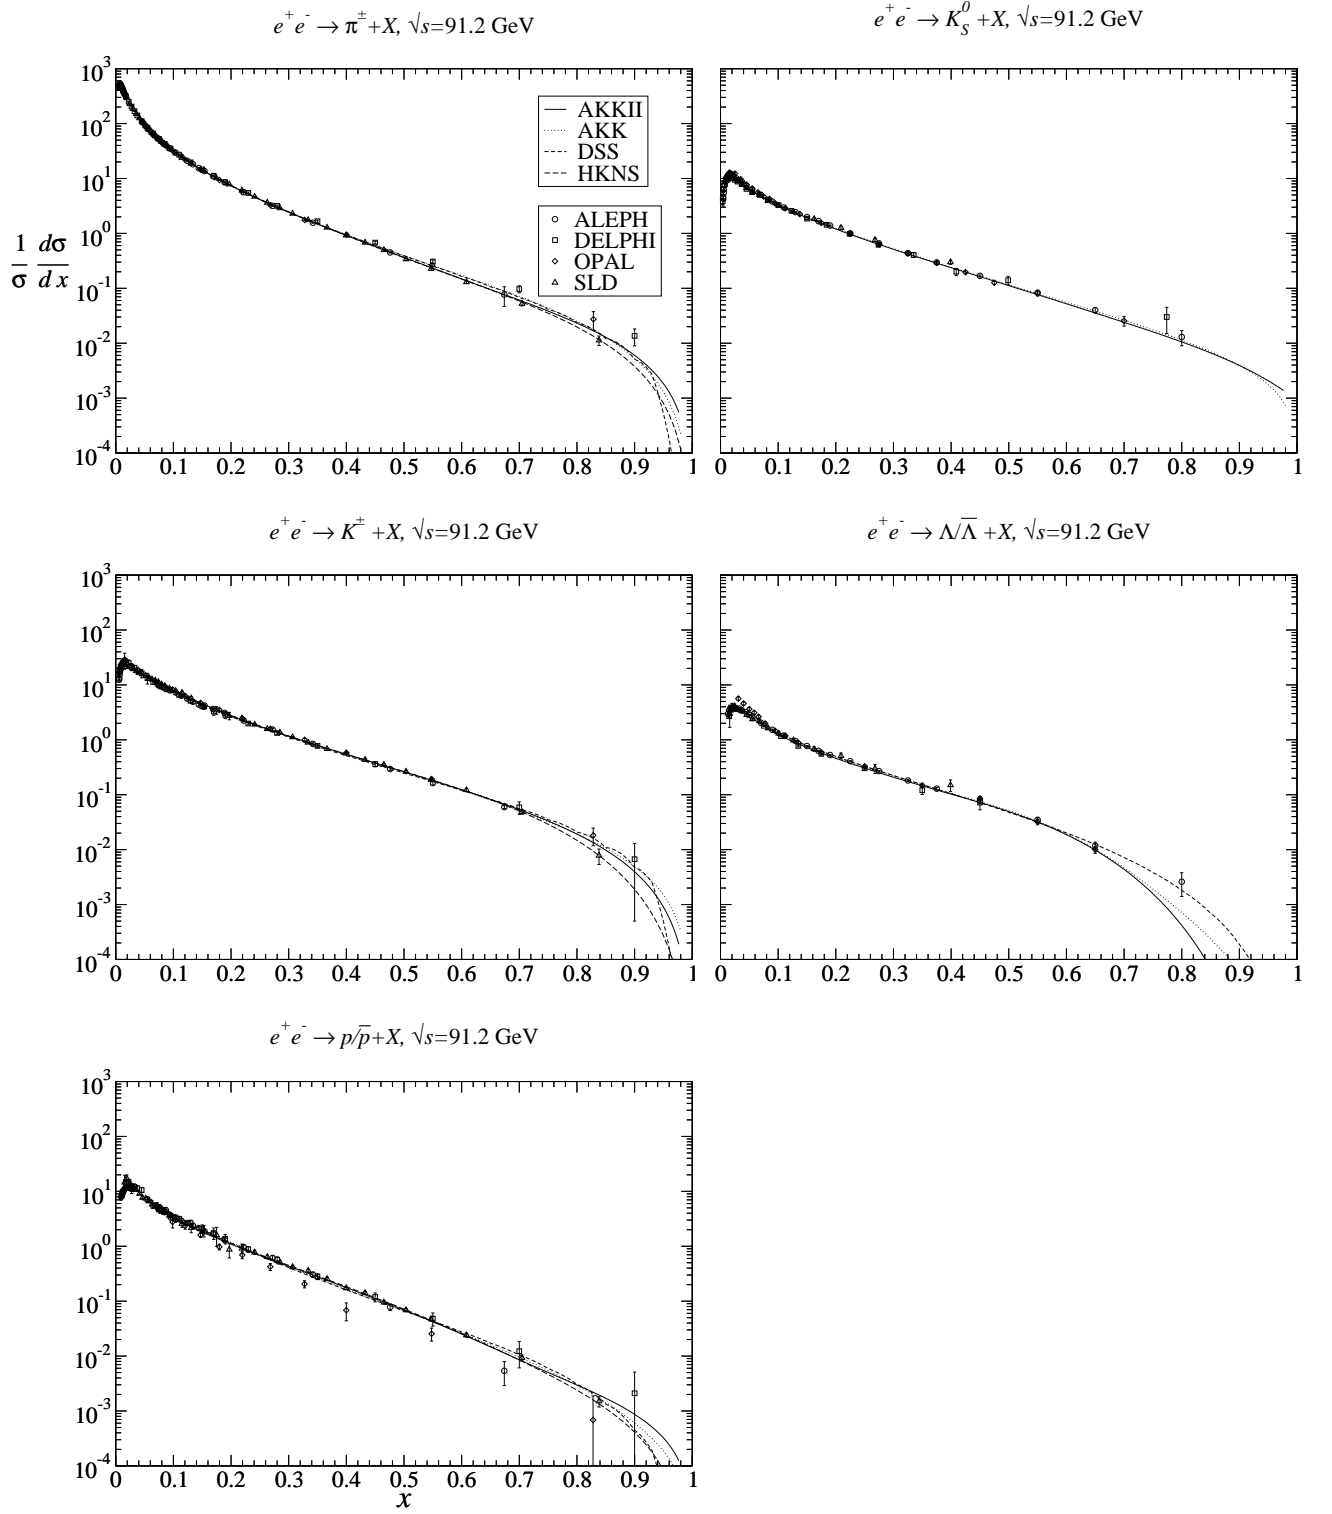 e⁺e⁻ → π± +X, √s=91.2 GeV
10³
10²
10¹
10⁰
10⁻¹
10⁻²
10⁻³
10⁻⁴
1/σ dσ/dx
AKKII
AKK
DSS
HKNS
ALEPH
DELPHI
OPAL
SLD
0 0.1 0.2 0.3 0.4 0.5 0.6 0.7 0.8 0.9 1
e⁺e⁻ → K_S⁰ +X, √s=91.2 GeV
0 0.1 0.2 0.3 0.4 0.5 0.6 0.7 0.8 0.9 1
e⁺e⁻ → K± +X, √s=91.2 GeV
10³
10²
10¹
10⁰
10⁻¹
10⁻²
10⁻³
10⁻⁴
0 0.1 0.2 0.3 0.4 0.5 0.6 0.7 0.8 0.9 1
e⁺e⁻ → Λ/Λ̅ +X, √s=91.2 GeV
0 0.1 0.2 0.3 0.4 0.5 0.6 0.7 0.8 0.9 1
e⁺e⁻ → p/p̅+X, √s=91.2 GeV
10³
10²
10¹
10⁰
10⁻¹
10⁻²
10⁻³
10⁻⁴
0 0.1 0.2 0.3 0.4 0.5 0.6 0.7 0.8 0.9 1
x